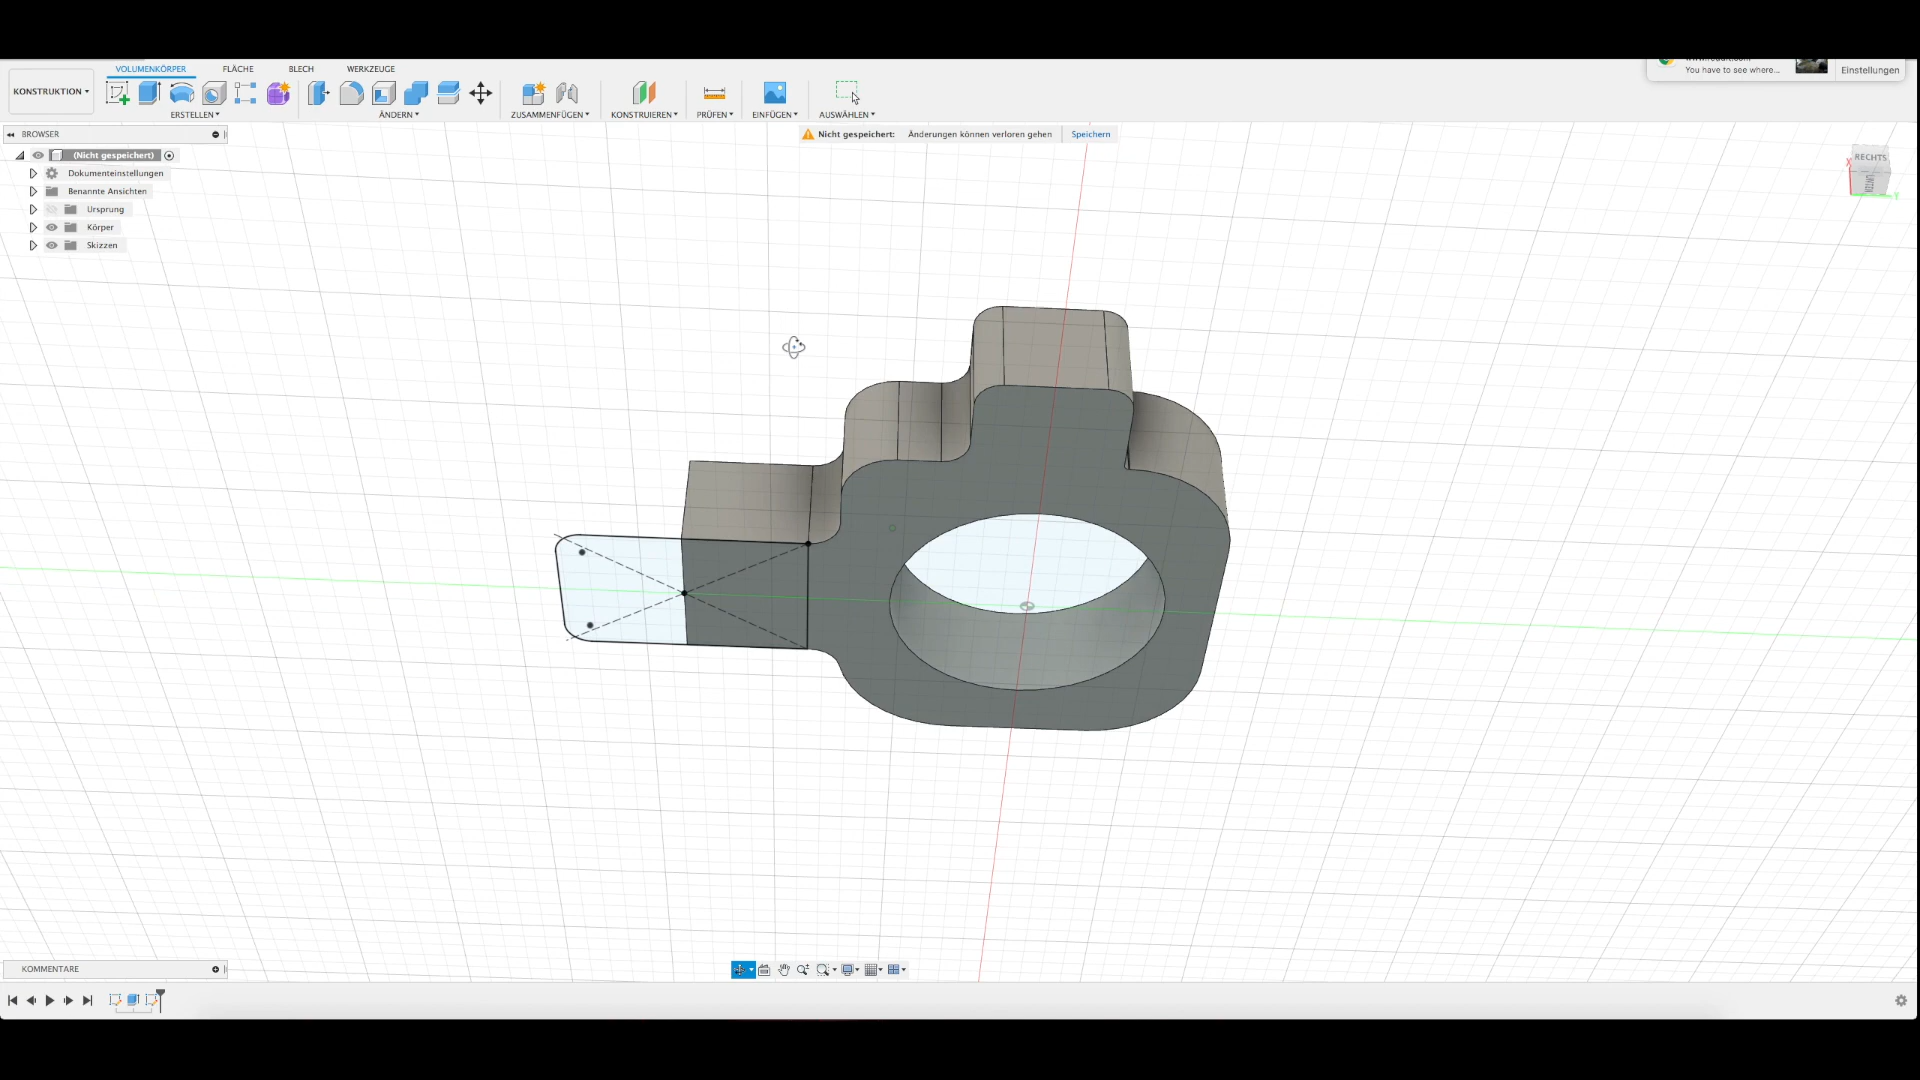 VOLUMENKÖRPER FLÄCHE BLECH WERKZEUGE
You have to see where...
Einstellungen
KONSTRUKTION
ERSTELLEN ÄNDERN ZUSAMMENFÜGEN KONSTRUIEREN PRÜFEN EINFÜGEN AUSWÄHLEN
BROWSER
Nicht gespeichert: Änderungen können verloren gehen Speichern
(Nicht gespeichert)
Dokumenteinstellungen
Benannte Ansichten
Ursprung
Körper
Skizzen
RECHTS
UNTEN
X
Y
KOMMENTARE